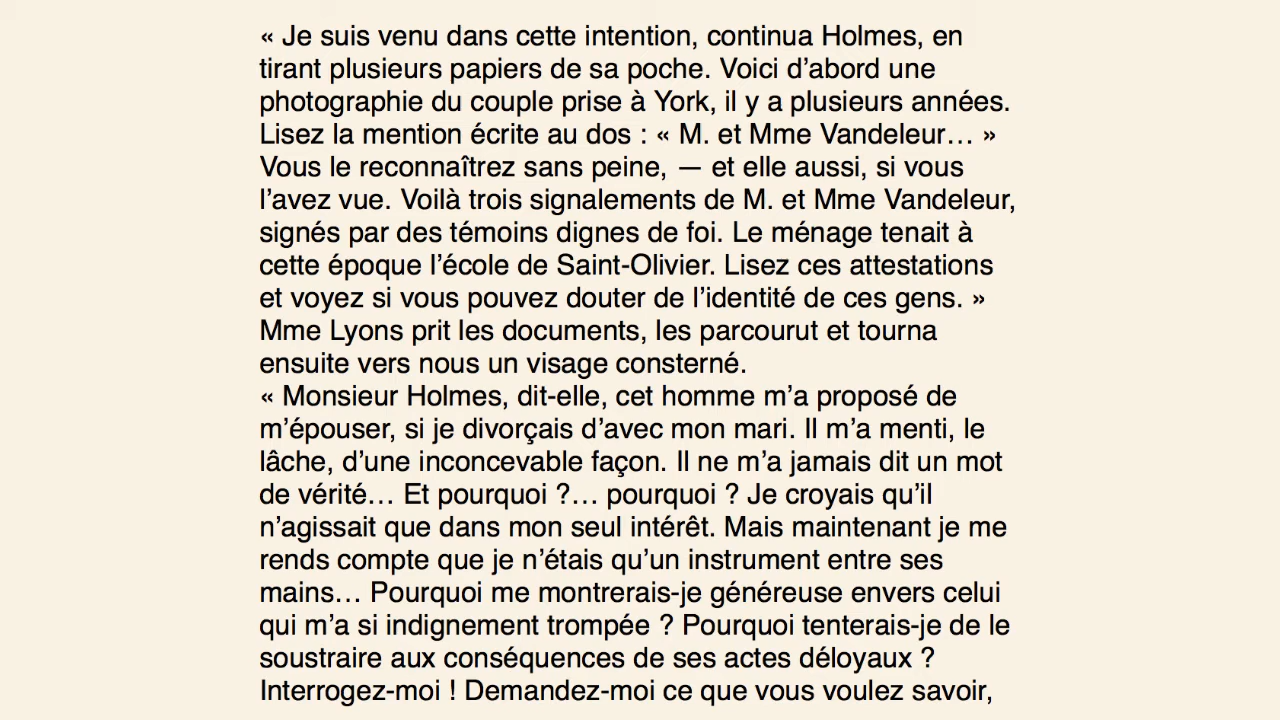 « Je suis venu dans cette intention, continua Holmes, en
tirant plusieurs papiers de sa poche. Voici d’abord une
photographie du couple prise à York, il y a plusieurs années.
Lisez la mention écrite au dos : « M. et Mme Vandeleur… »
Vous le reconnaîtrez sans peine, — et elle aussi, si vous
l’avez vue. Voilà trois signalements de M. et Mme Vandeleur,
signés par des témoins dignes de foi. Le ménage tenait à
cette époque l’école de Saint-Olivier. Lisez ces attestations
et voyez si vous pouvez douter de l’identité de ces gens. »
Mme Lyons prit les documents, les parcourut et tourna
ensuite vers nous un visage consterné.
« Monsieur Holmes, dit-elle, cet homme m’a proposé de
m’épouser, si je divorçais d’avec mon mari. Il m’a menti, le
lâche, d’une inconcevable façon. Il ne m’a jamais dit un mot
de vérité… Et pourquoi ?… pourquoi ? Je croyais qu’il
n’agissait que dans mon seul intérêt. Mais maintenant je me
rends compte que je n’étais qu’un instrument entre ses
mains… Pourquoi me montrerais-je généreuse envers celui
qui m’a si indignement trompée ? Pourquoi tenterais-je de le
soustraire aux conséquences de ses actes déloyaux ?
Interrogez-moi ! Demandez-moi ce que vous voulez savoir,